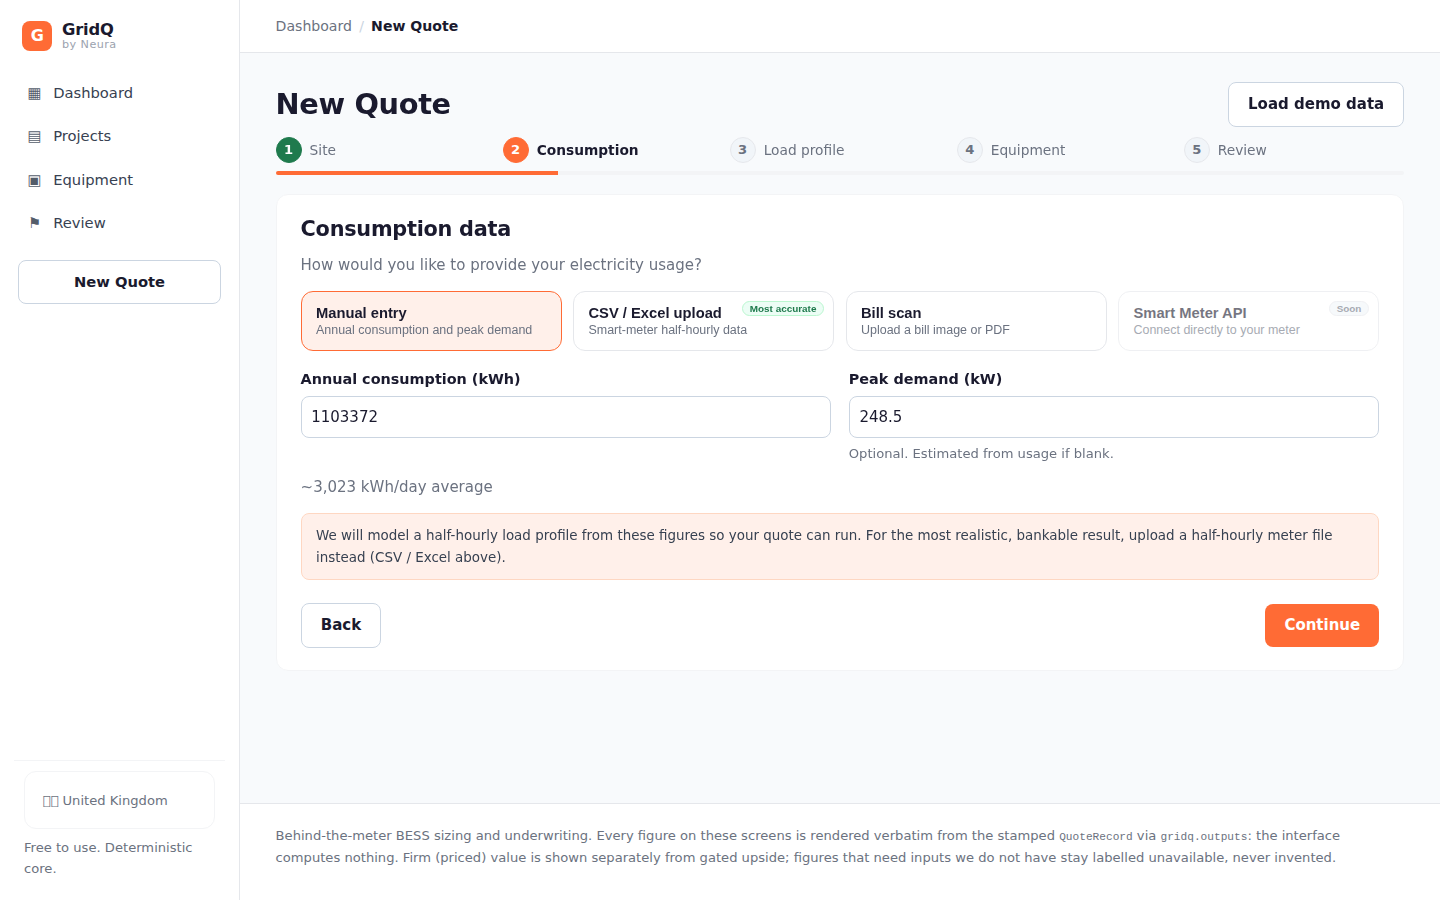 G
GridQ
by Neura
Dashboard
Projects
Equipment
Review
New Quote
United Kingdom
Free to use. Deterministic
core.
Dashboard / New Quote
New Quote
Load demo data
1 Site
2 Consumption
3 Load profile
4 Equipment
5 Review
Consumption data
How would you like to provide your electricity usage?
Manual entry
Annual consumption and peak demand
CSV / Excel upload
Most accurate
Smart-meter half-hourly data
Bill scan
Upload a bill image or PDF
Smart Meter API
Soon
Connect directly to your meter
Annual consumption (kWh)
1103372
Peak demand (kW)
248.5
Optional. Estimated from usage if blank.
~3,023 kWh/day average
We will model a half-hourly load profile from these figures so your quote can run. For the most realistic, bankable result, upload a half-hourly meter file
instead (CSV / Excel above).
Back
Continue
Behind-the-meter BESS sizing and underwriting. Every figure on these screens is rendered verbatim from the stamped QuoteRecord via gridq.outputs: the interface
computes nothing. Firm (priced) value is shown separately from gated upside; figures that need inputs we do not have stay labelled unavailable, never invented.